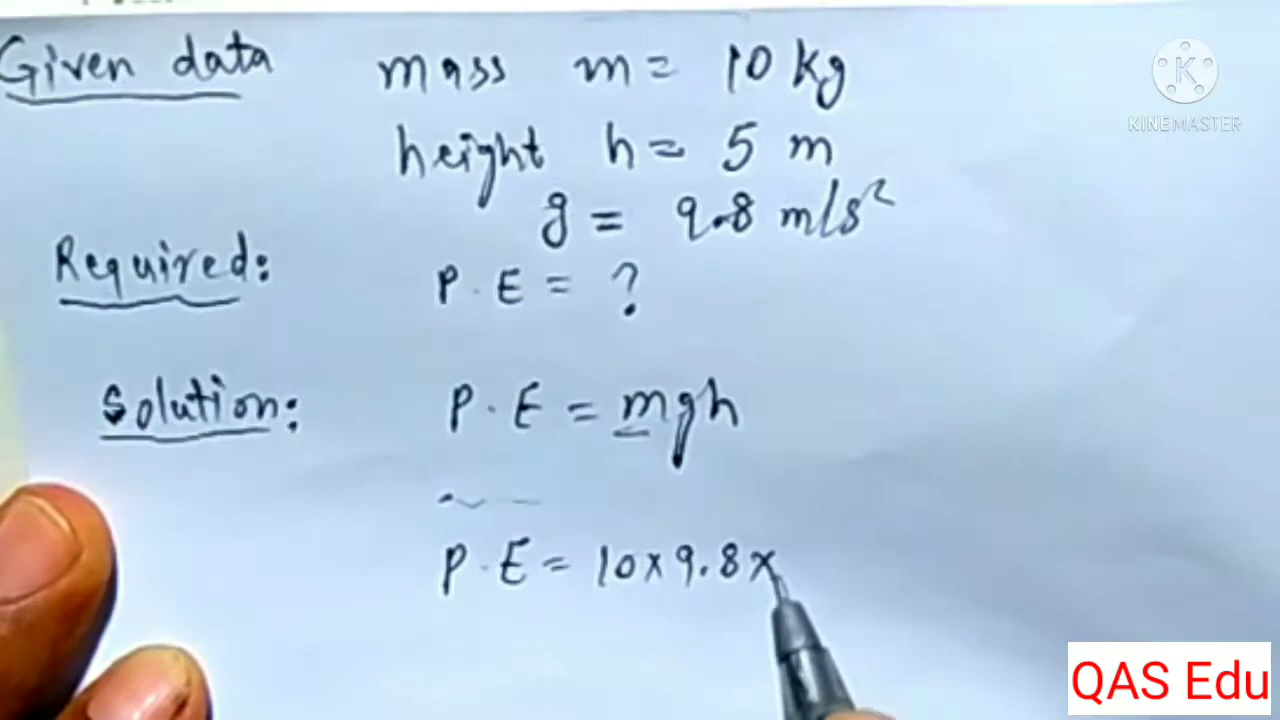 Given data mass m = 10 kg
height h = 5 m
g = 9.8 m/s²
Required: P.E = ?
Solution: P.E = mgh
P.E = 10×9.8×
KINEMASTER
QAS Edu